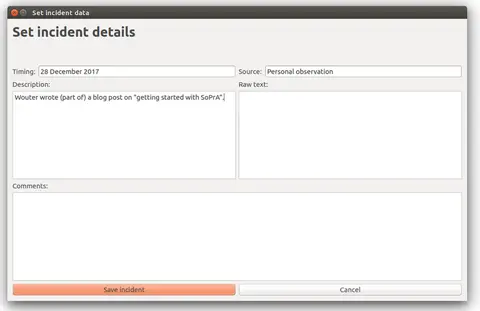 Set incident data
Set incident details
Timing: 28 December 2017 Source: Personal observation
Description: Raw text:
Wouter wrote (part of) a blog post on "getting started with SoPrA".
Comments:
Save incident Cancel